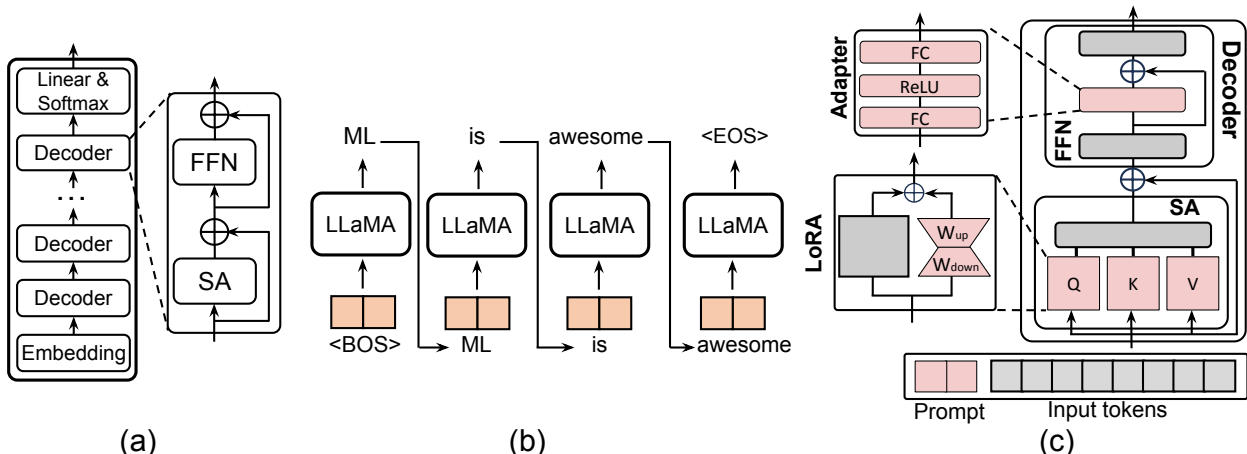 Linear &
Softmax
Decoder
...
Decoder
Decoder
Embedding
FFN
SA
(a)
ML
is
awesome
<EOS>
LLaMA
LLaMA
LLaMA
LLaMA
<BOS>
ML
is
awesome
(b)
Adapter
FC
ReLU
FC
LoRA
Wup
Wdown
Decoder
FFN
SA
Q
K
V
Prompt
Input tokens
(c)